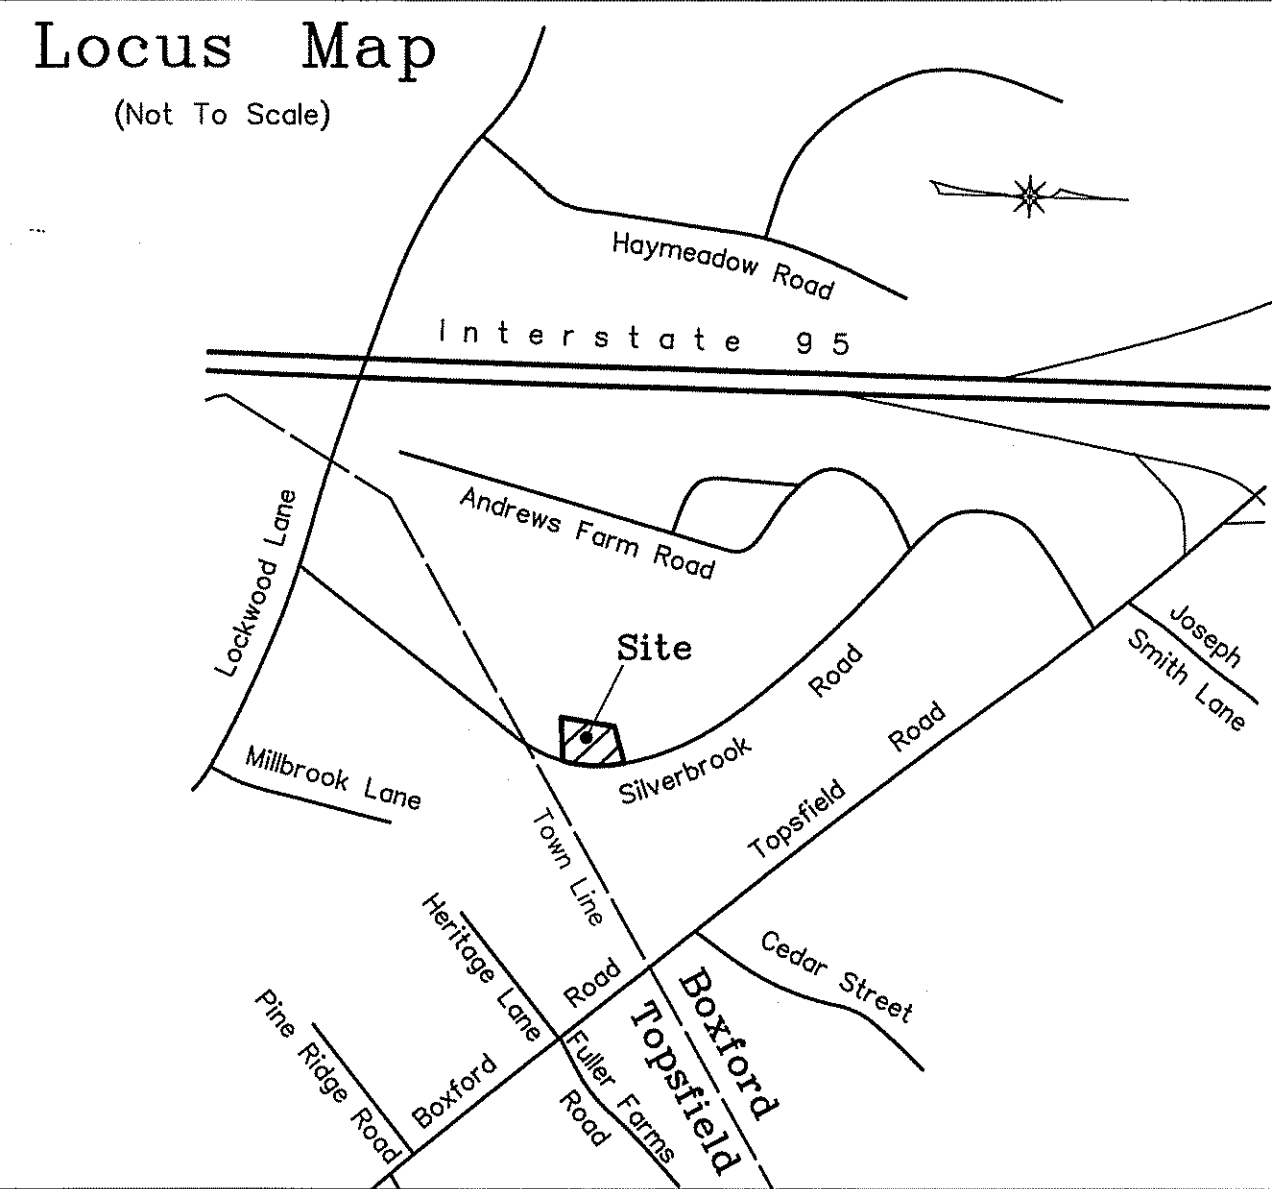 Locus Map
(Not To Scale)
Haymeadow Road
Interstate 95
Andrews Farm Road
Lockwood Lane
Site
Road
Silverbrook
Joseph
Smith Lane
Road
Topsfield
Millbrook Lane
Town Line
Heritage Lane
Road
Boxford
Cedar Street
Boxford
Topsfield
Pine Ridge Road
Fuller Farms
Road